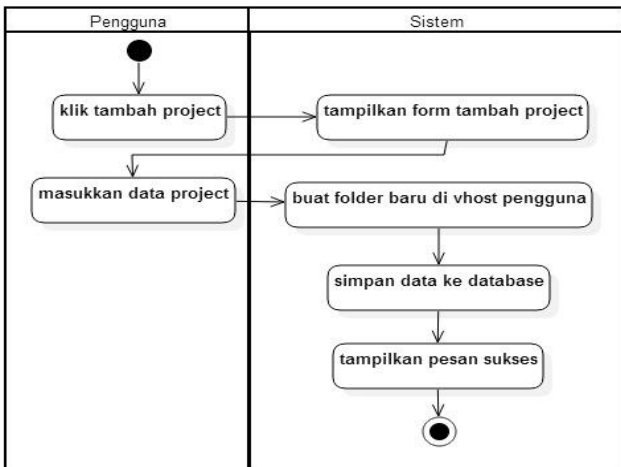 Pengguna
Sistem
klik tambah project
tampilkan form tambah project
masukkan data project
buat folder baru di vhost pengguna
simpan data ke database
tampilkan pesan sukses